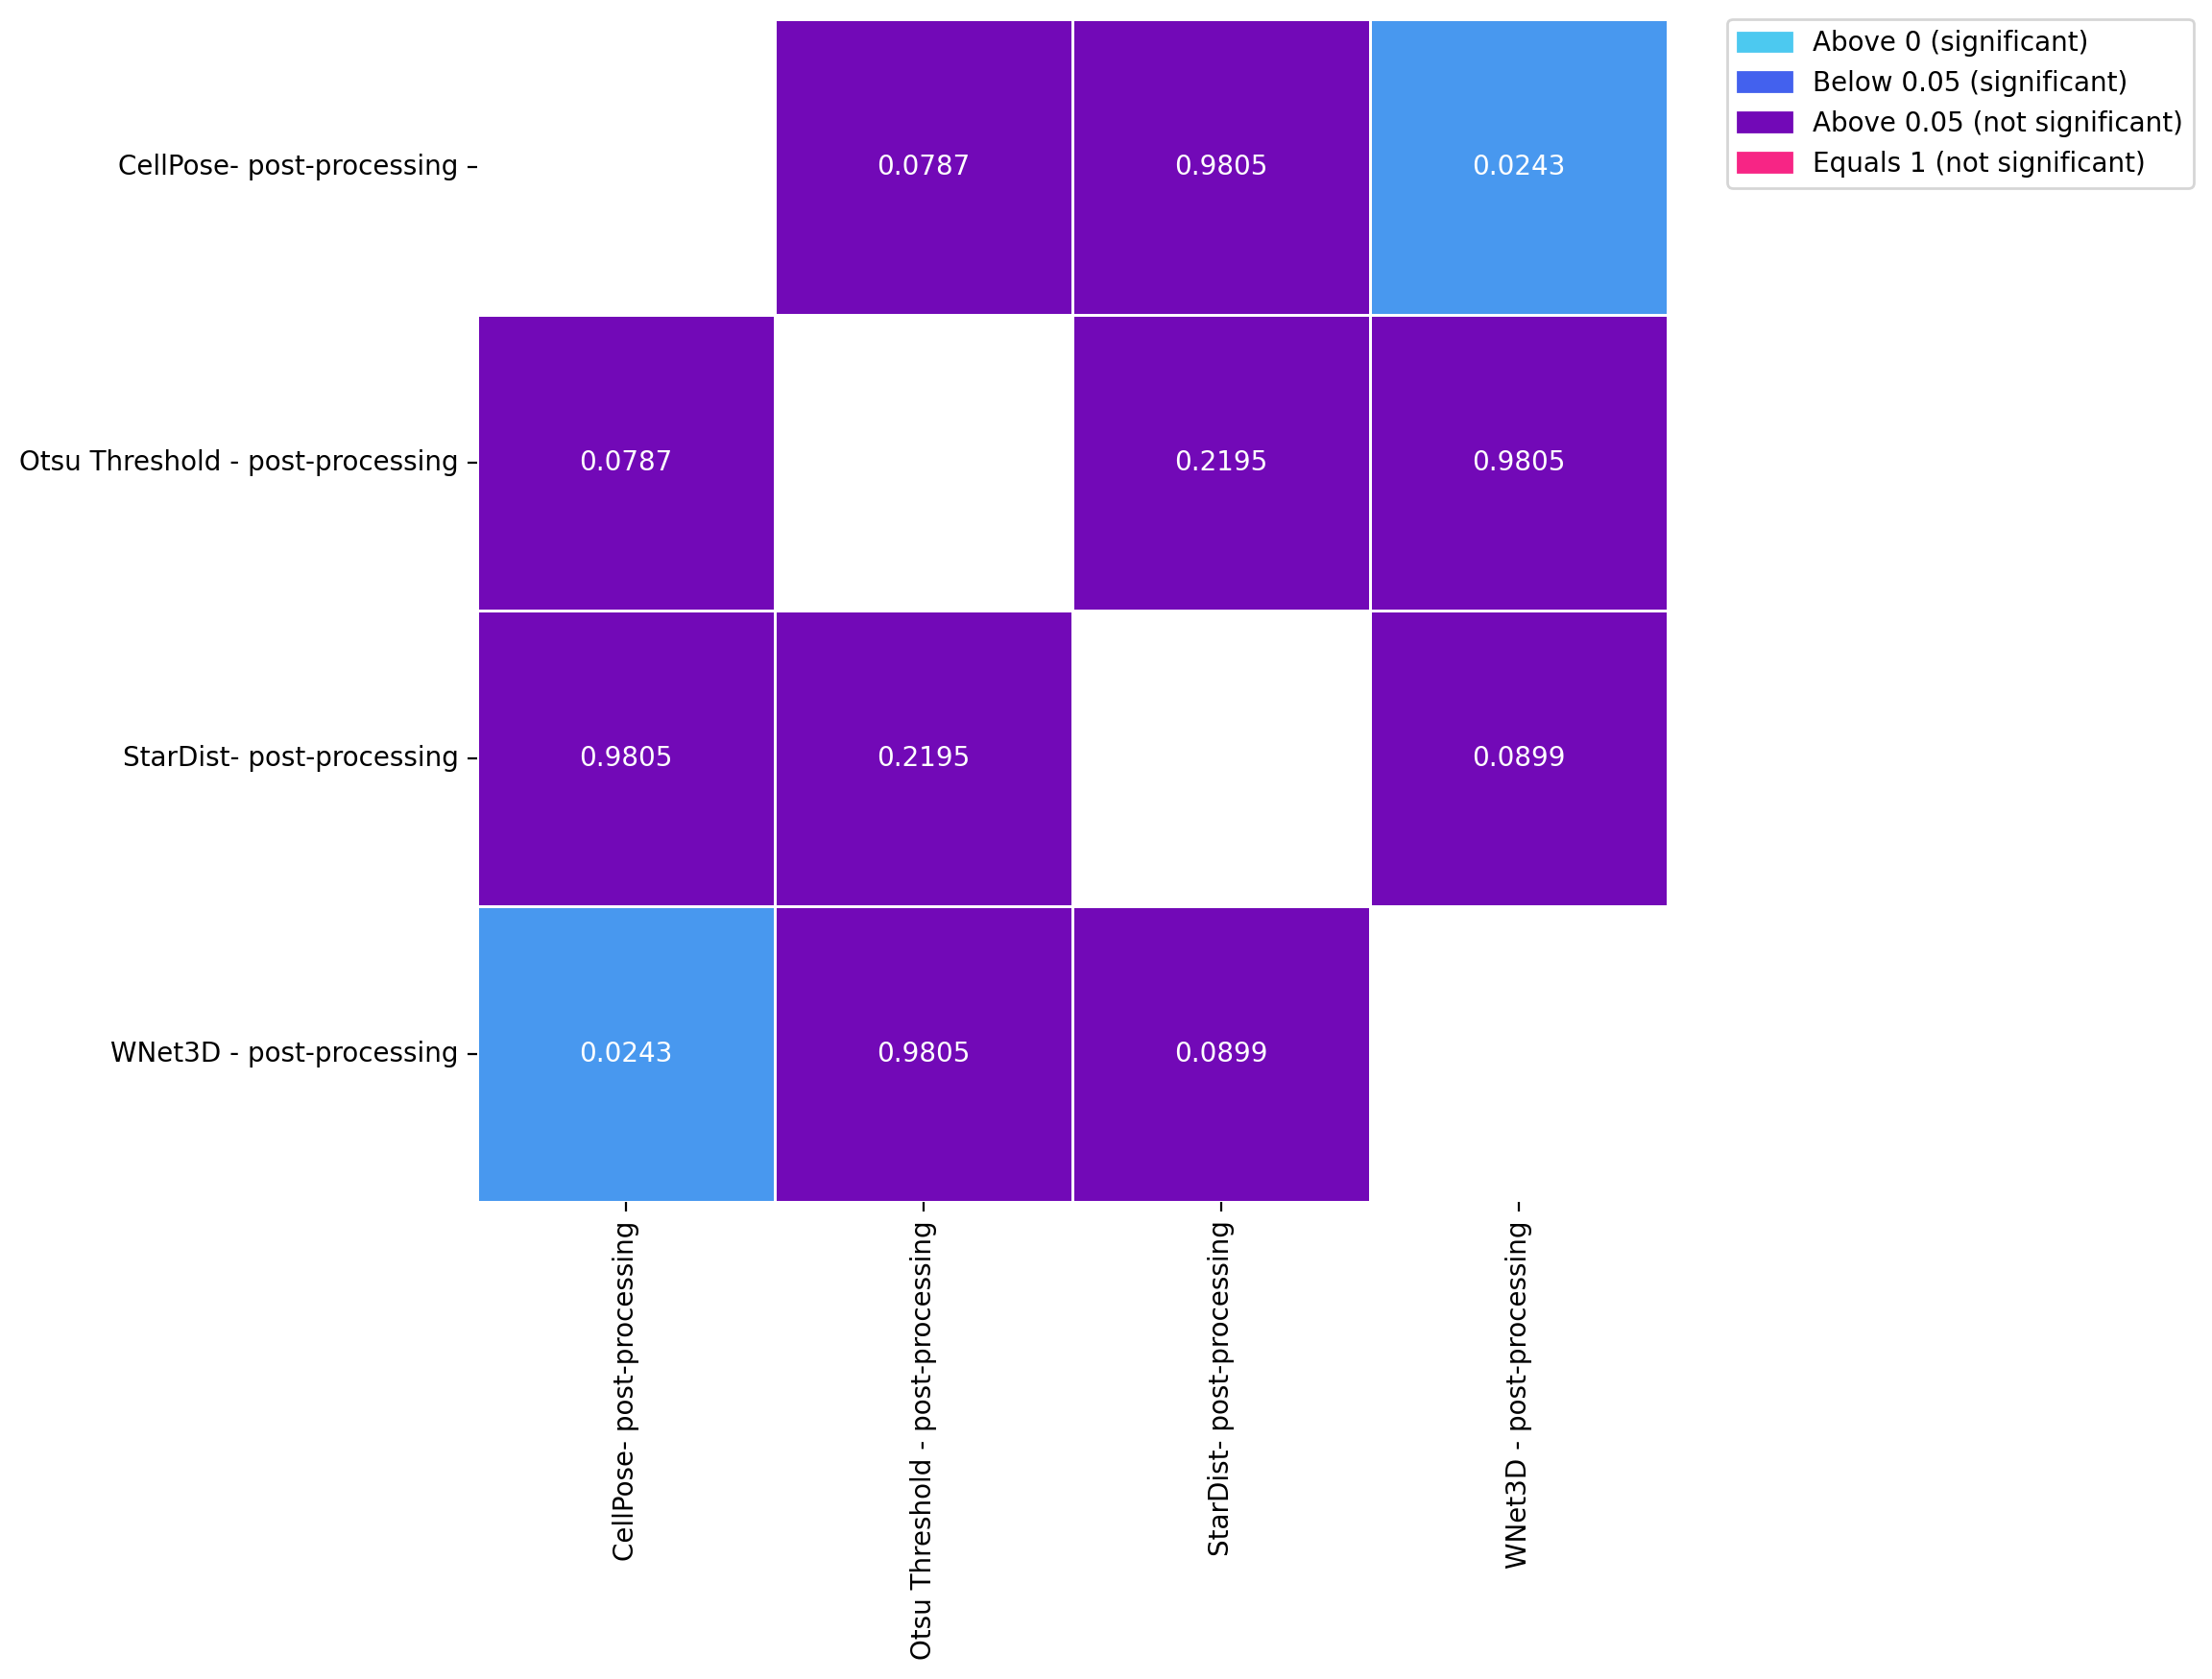 Above 0 (significant)
Below 0.05 (significant)
Above 0.05 (not significant)
Equals 1 (not significant)
CellPose- post-processing
0.0787
0.9805
0.0243
Otsu Threshold - post-processing
0.0787
0.2195
0.9805
StarDist- post-processing
0.9805
0.2195
0.0899
WNet3D - post-processing
0.0243
0.9805
0.0899
CellPose- post-processing
Otsu Threshold - post-processing
StarDist- post-processing
WNet3D - post-processing